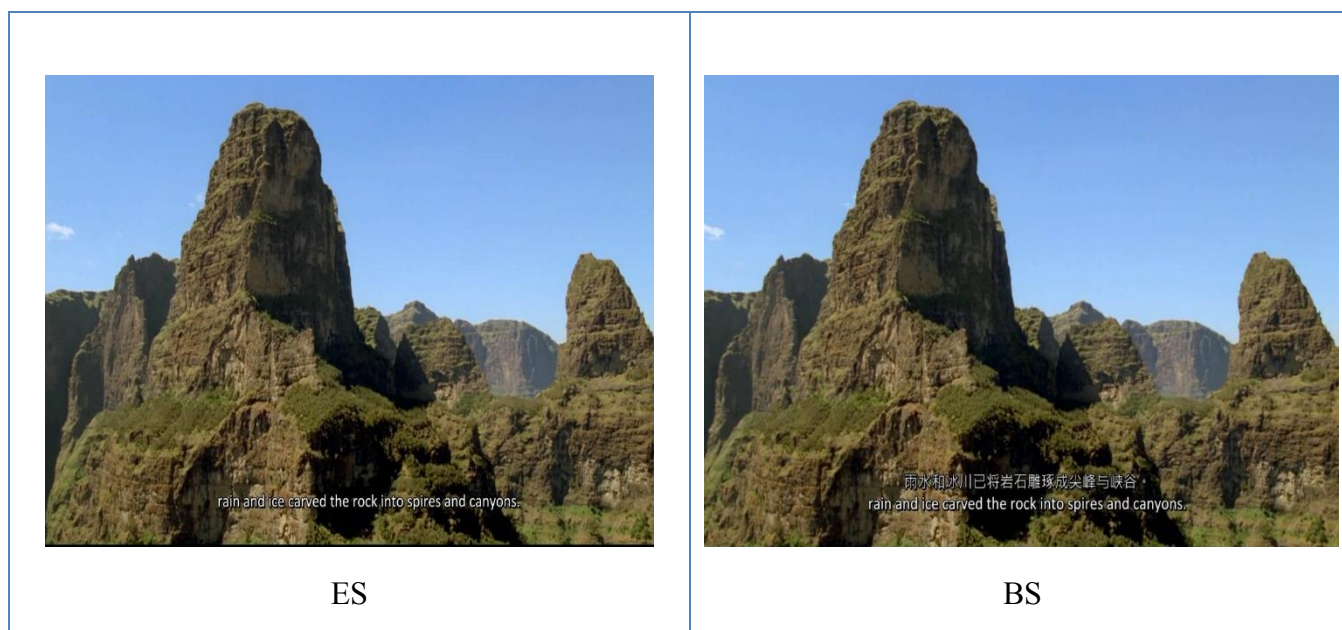 rain and ice carved the rock into spires and canyons.
ES
雨水和冰川已将岩石雕琢成尖峰与峡谷。
rain and ice carved the rock into spires and canyons.
BS